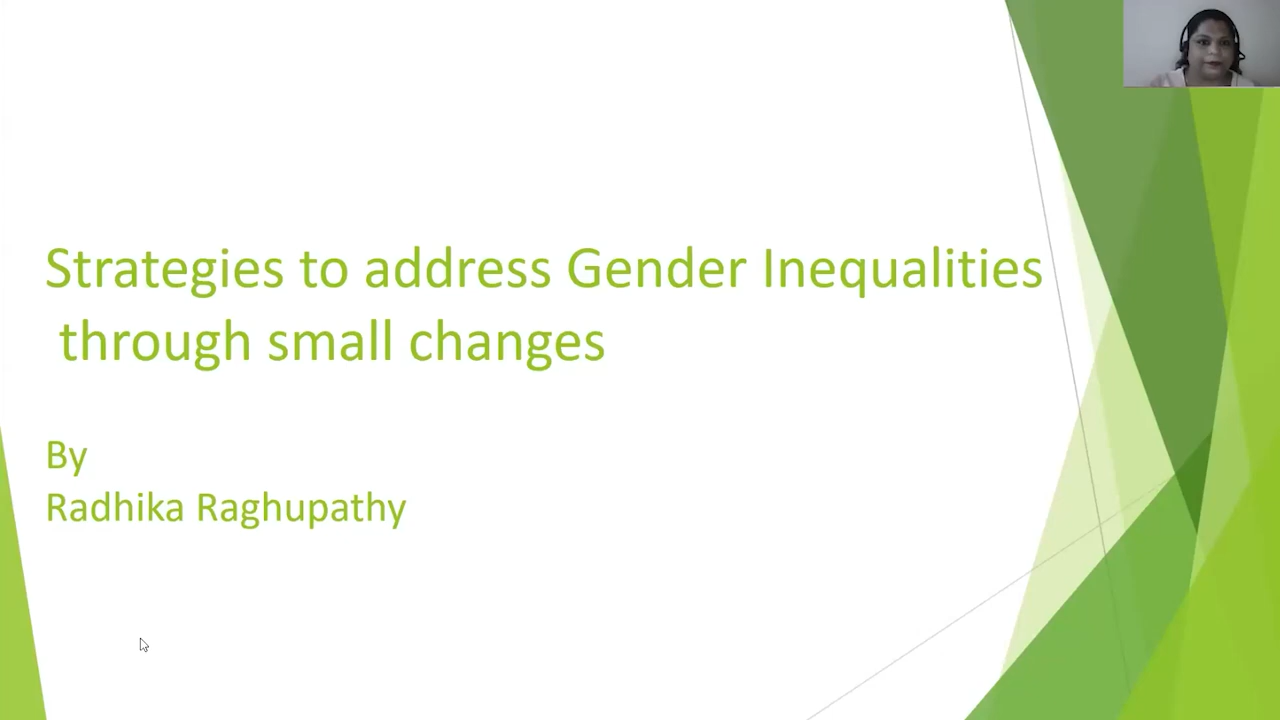 Strategies to address Gender Inequalities
through small changes
By
Radhika Raghupathy